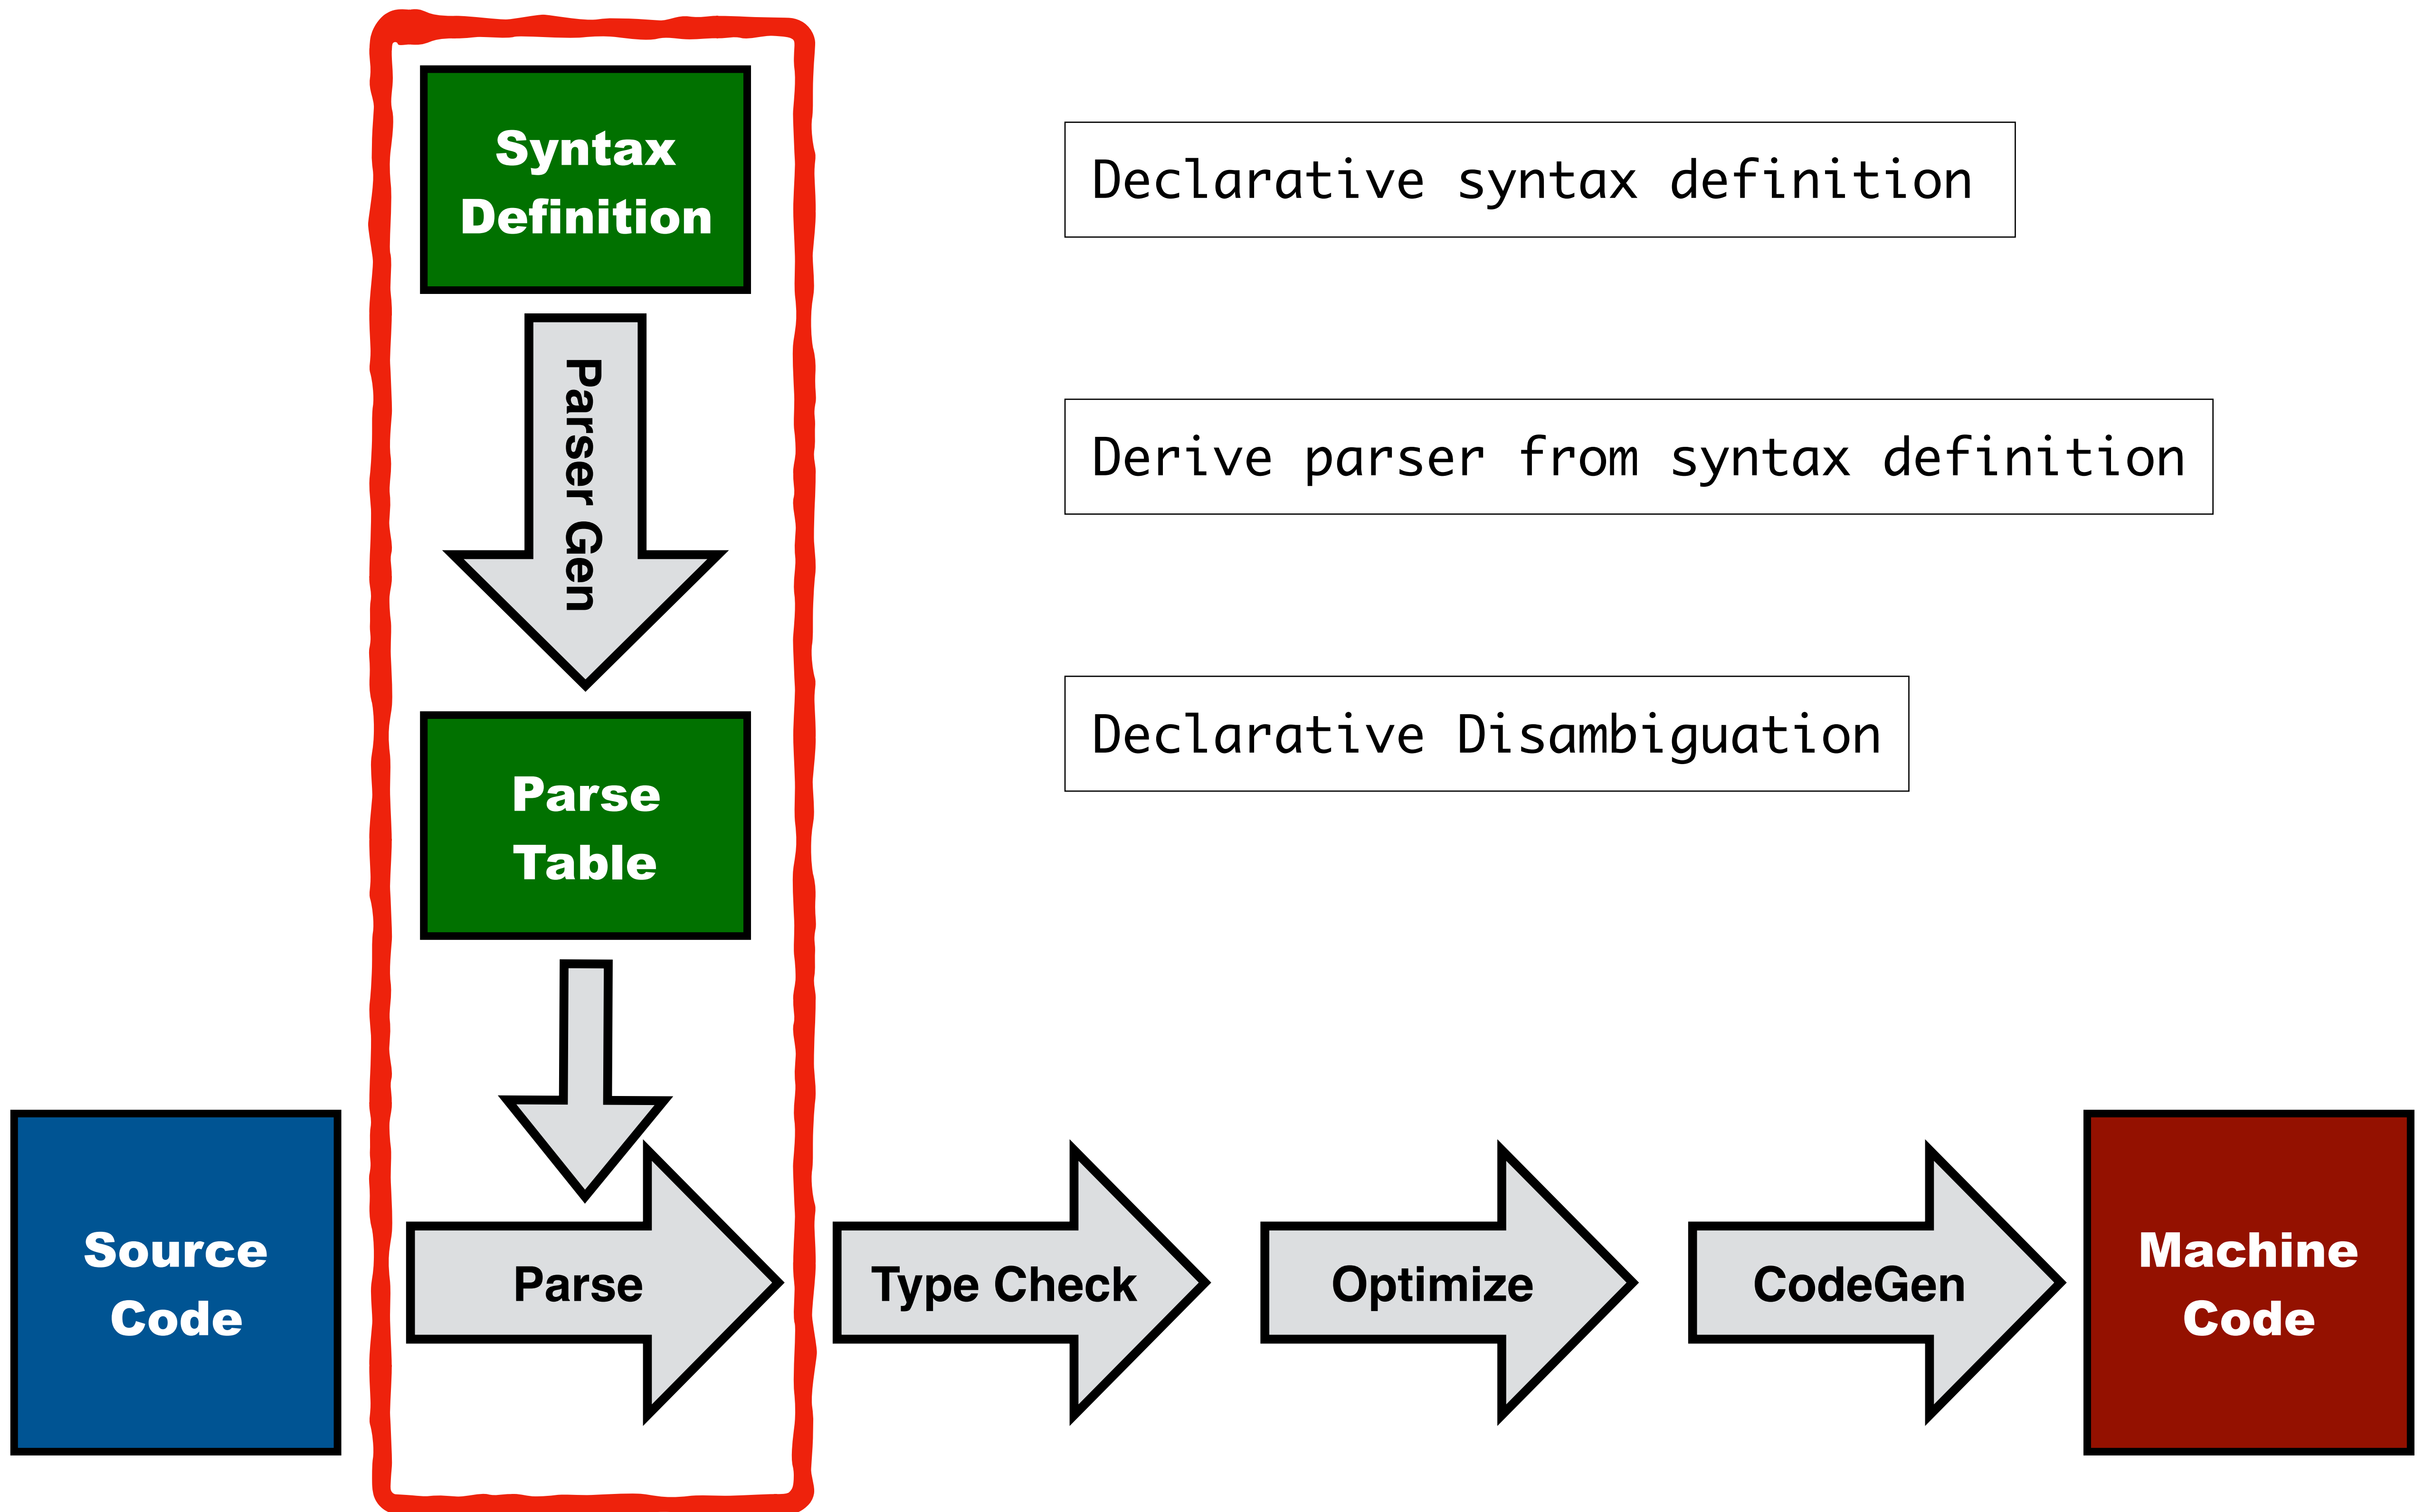 Syntax
Definition
Declarative syntax definition
Parser Gen
Derive parser from syntax definition
Parse
Table
Declarative Disambiguation
Source
Code
Parse
Type Check
Optimize
CodeGen
Machine
Code